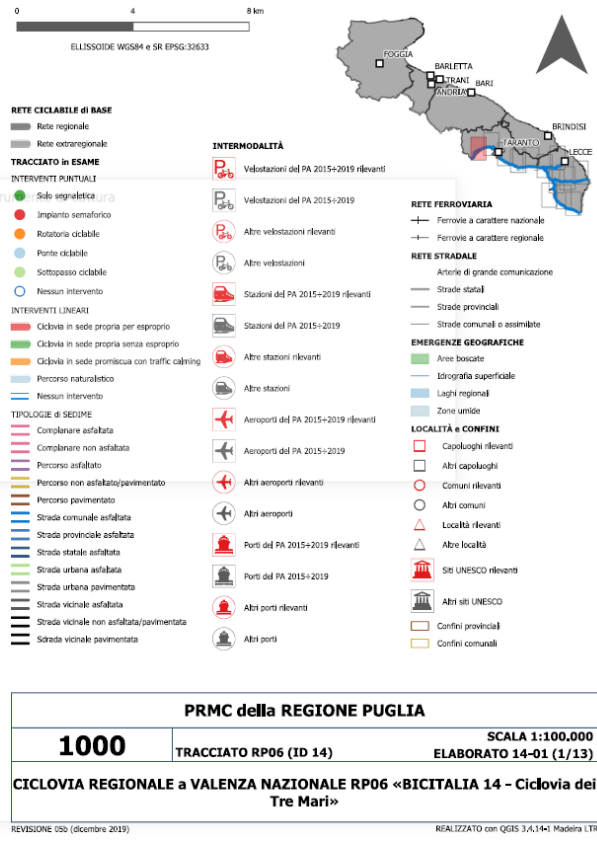 0 4 8 km
ELLISSOIDE WGS84 e SR EPSG:32633
FOGGIA
BARLETTA
TRANI
ANDRIA
BARI
BRINDISI
TARANTO
LECCE
RETE CICLABILE di BASE
Rete regionale
Rete extraregionale
TRACCIATO in ESAME
INTERVENTI PUNTUALI
Solo segnaletica
Impianto semaforico
Rotatoria ciclabile
Ponte ciclabile
Sottopasso ciclabile
Nessun intervento
INTERVENTI LINEARI
Ciclovia in sede propria per esproprio
Ciclovia in sede propria senza esproprio
Ciclovia in sede promiscua con traffic calming
Percorso naturalistico
Nessun intervento
TIPOLOGIE di SEDIME
Complanare asfaltata
Complanare non asfaltata
Percorso asfaltato
Percorso non asfaltato/pavimentato
Percorso pavimentato
Strada comunale asfaltata
Strada provinciale asfaltata
Strada statale asfaltata
Strada urbana asfaltata
Strada urbana pavimentata
Strada vicinale asfaltata
Strada vicinale non asfaltata/pavimentata
Sdrada vicinale pavimentata
INTERMODALITÀ
Velostazioni del PA 2015÷2019 rilevanti
Velostazioni del PA 2015÷2019
Altre velostazioni rilevanti
Altre velostazioni
Stazioni del PA 2015÷2019 rilevanti
Stazioni del PA 2015÷2019
Altre stazioni rilevanti
Altre stazioni
Aeroporti del PA 2015÷2019 rilevanti
Aeroporti del PA 2015÷2019
Altri aeroporti rilevanti
Altri aeroporti
Porti del PA 2015÷2019 rilevanti
Porti del PA 2015÷2019
Altri porti rilevanti
Altri porti
RETE FERROVIARIA
Ferrovie a carattere nazionale
Ferrovie a carattere regionale
RETE STRADALE
Arterie di grande comunicazione
Strade statali
Strade provinciali
Strade comunali o assimilate
EMERGENZE GEOGRAFICHE
Aree boscate
Idrografia superficiale
Laghi regionali
Zone umide
LOCALITÀ e CONFINI
Capoluoghi rilevanti
Altri capoluoghi
Comuni rilevanti
Altri comuni
Località rilevanti
Altre località
Siti UNESCO rilevanti
Altri siti UNESCO
Confini provinciali
Confini comunali
PRMC della REGIONE PUGLIA
1000
TRACCIATO RP06 (ID 14)
SCALA 1:100.000
ELABORATO 14-01 (1/13)
CICLOVIA REGIONALE a VALENZA NAZIONALE RP06 «BICITALIA 14 - Ciclovia dei
Tre Mari»
REVISIONE 05b (dicembre 2019)
REALIZZATO con QGIS 3.4.14-1 Madeira LTR